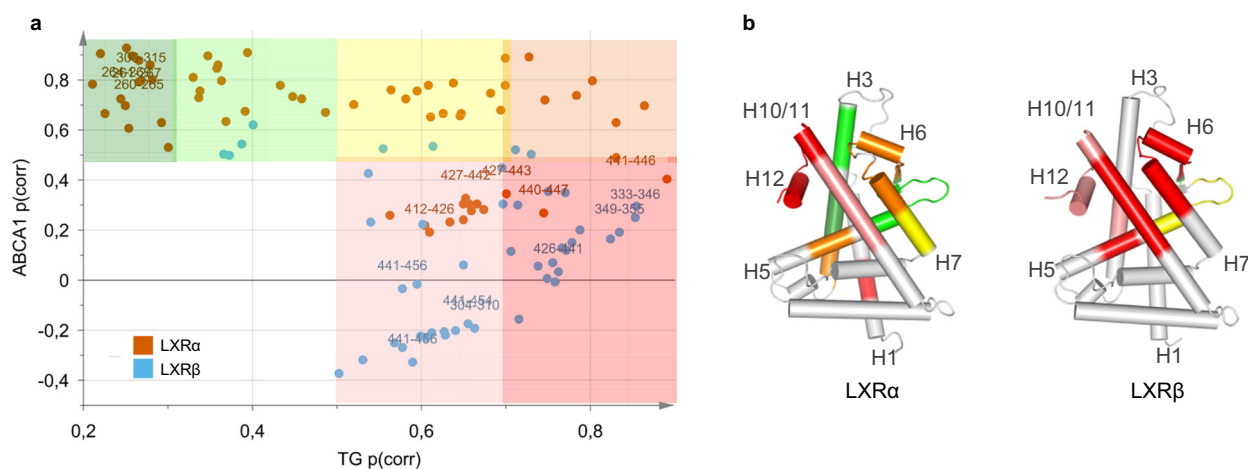 a
b
ABCA1 p(corr)
0,8
0,6
0,4
0,2
0
-0,2
-0,4
300-315
260-265
441-446
427-443
427-442
440-447
333-346
412-426
349-355
426-441
441-456
441-454
304-310
441-456
LXRα
LXRβ
0,2
0,4
0,6
0,8
TG p(corr)
H3
H10/11
H6
H12
H5
H7
H1
LXRα
H3
H10/11
H6
H12
H5
H7
H1
LXRβ